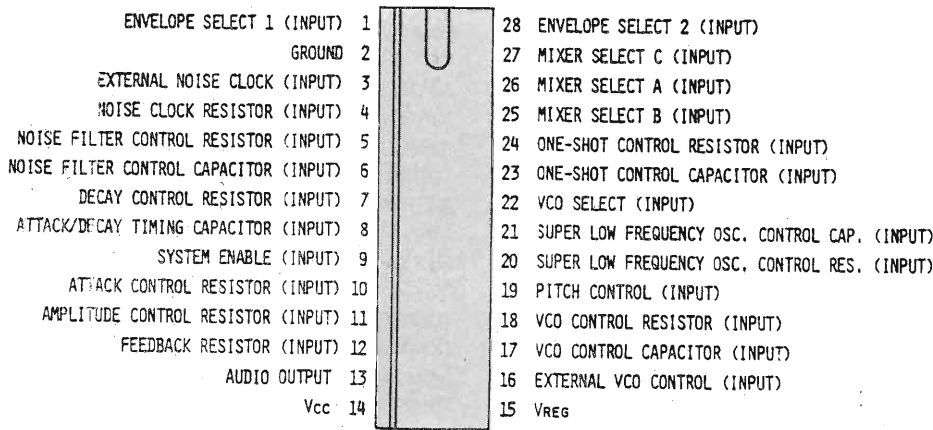 ENVELOPE SELECT 1 (INPUT) 1
GROUND 2
EXTERNAL NOISE CLOCK (INPUT) 3
NOISE CLOCK RESISTOR (INPUT) 4
NOISE FILTER CONTROL RESISTOR (INPUT) 5
NOISE FILTER CONTROL CAPACITOR (INPUT) 6
DECAY CONTROL RESISTOR (INPUT) 7
ATTACK/DECAY TIMING CAPACITOR (INPUT) 8
SYSTEM ENABLE (INPUT) 9
ATTACK CONTROL RESISTOR (INPUT) 10
AMPLITUDE CONTROL RESISTOR (INPUT) 11
FEEDBACK RESISTOR (INPUT) 12
AUDIO OUTPUT 13
Vcc 14
28 ENVELOPE SELECT 2 (INPUT)
27 MIXER SELECT C (INPUT)
26 MIXER SELECT A (INPUT)
25 MIXER SELECT B (INPUT)
24 ONE-SHOT CONTROL RESISTOR (INPUT)
23 ONE-SHOT CONTROL CAPACITOR (INPUT)
22 VCO SELECT (INPUT)
21 SUPER LOW FREQUENCY OSC. CONTROL CAP. (INPUT)
20 SUPER LOW FREQUENCY OSC. CONTROL RES. (INPUT)
19 PITCH CONTROL (INPUT)
18 VCO CONTROL RESISTOR (INPUT)
17 VCO CONTROL CAPACITOR (INPUT)
16 EXTERNAL VCO CONTROL (INPUT)
15 VREG